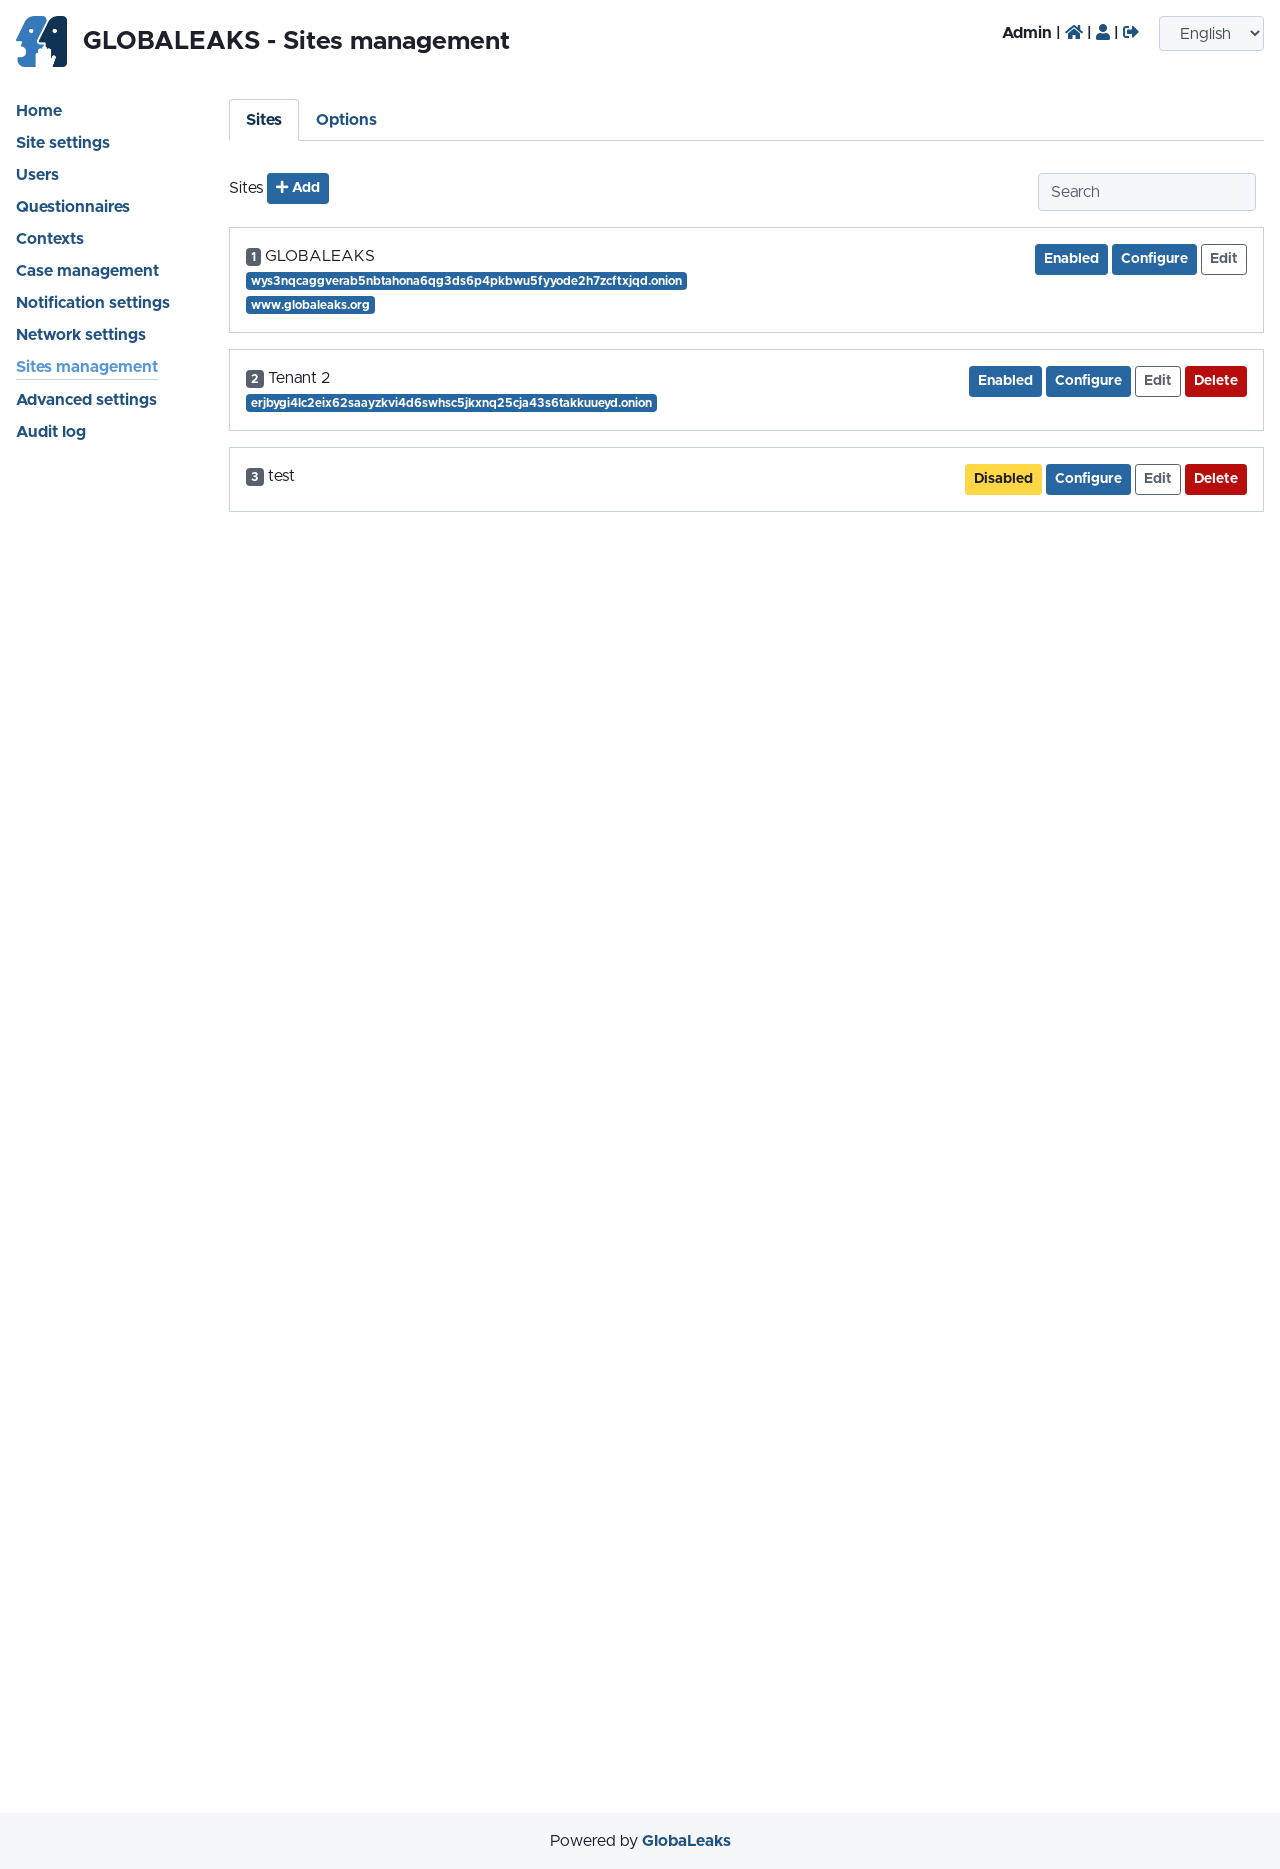 GLOBALEAKS - Sites management
Admin | | |
English
Home
Site settings
Users
Questionnaires
Contexts
Case management
Notification settings
Network settings
Sites management
Advanced settings
Audit log
Sites Options
Sites + Add
Search
1 GLOBALEAKS
wys3nqcaggverab5nbtahona6qg3ds6p4pkbwu5fyyode2h7zcftxjqd.onion
www.globaleaks.org
Enabled Configure Edit
2 Tenant 2
erjbygi4lc2eix62saayzkvi4d6swhsc5jkxnq25cja43s6takkuueyd.onion
Enabled Configure Edit Delete
3 test
Disabled Configure Edit Delete
Powered by GlobaLeaks